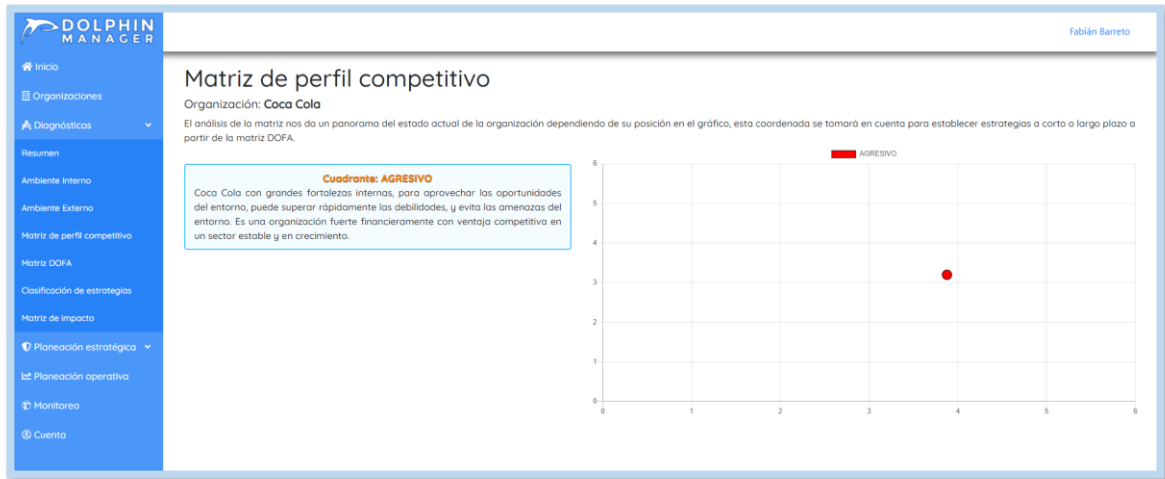 DOLPHIN
MANAGER
Fabián Barreto
Inicio
Organizaciones
Diagnósticos
Resumen
Ambiente Interno
Ambiente Externo
Matriz de perfil competitivo
Matriz DOFA
Clasificación de estrategias
Matriz de impacto
Planeación estratégica
Planeación operativa
Monitoreo
Cuenta
Matriz de perfil competitivo
Organización: Coca Cola
El análisis de la matriz nos da un panorama del estado actual de la organización dependiendo de su posición en el gráfico, esta coordenada se tomará en cuenta para establecer estrategias a corto o largo plazo a
partir de la matriz DOFA.
Cuadrante: AGRESIVO
Coca Cola con grandes fortalezas internas, para aprovechar las oportunidades
del entorno, puede superar rápidamente las debilidades, y evita las amenazas del
entorno. Es una organización fuerte financieramente con ventaja competitiva en
un sector estable y en crecimiento.
AGRESIVO
6
5
4
3
2
1
0
0 1 2 3 4 5 6